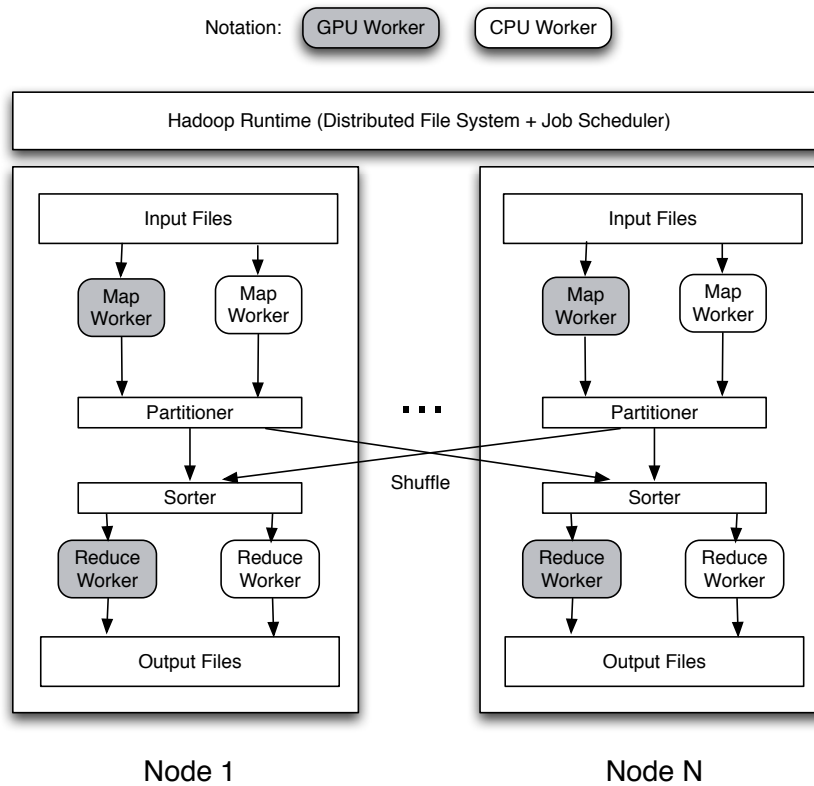 Notation: GPU Worker CPU Worker
Hadoop Runtime (Distributed File System + Job Scheduler)
Input Files
Map
Worker
Map
Worker
Partitioner
Sorter
Reduce
Worker
Reduce
Worker
Output Files
Node 1
...
Shuffle
Input Files
Map
Worker
Map
Worker
Partitioner
Sorter
Reduce
Worker
Reduce
Worker
Output Files
Node N